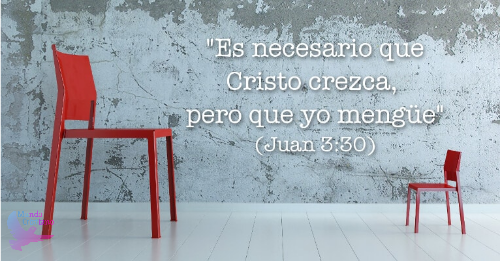 "Es necesario que
Cristo crezca,
pero que yo mengüe"
(Juan 3:30)